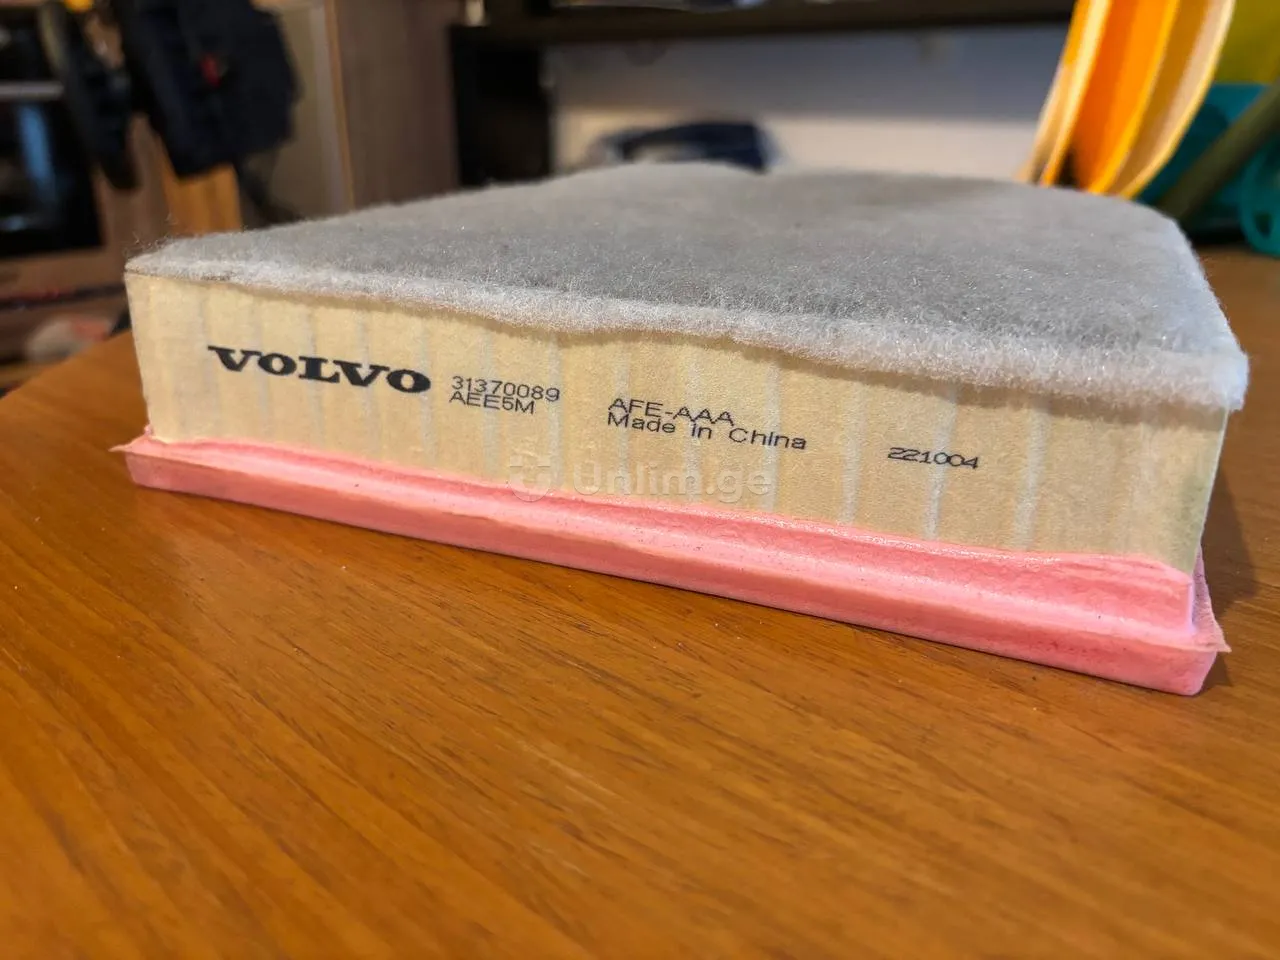 VOLVO
31370089
AEE5M
AFE-AAA
Made in China
221004
Unlim.ge